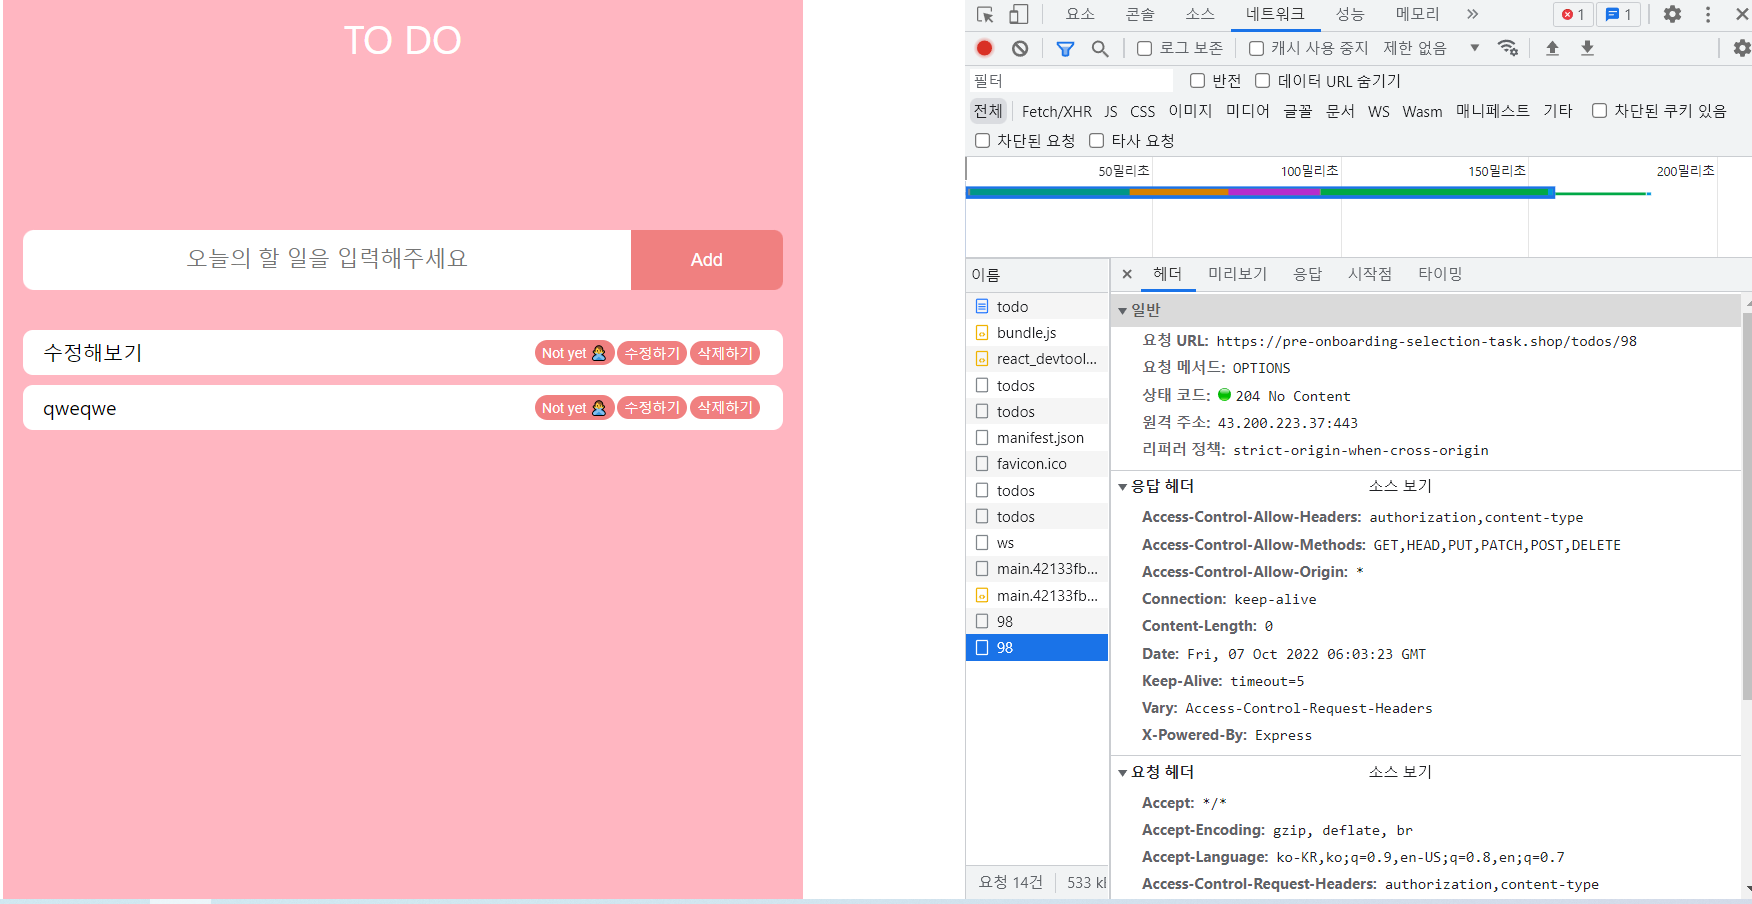 TO DO
오늘의 할 일을 입력해주세요
Add
수정해보기
Not yet 🙅‍♂️ 수정하기 삭제하기
qweqwe
Not yet 🙅‍♂️ 수정하기 삭제하기
요소 콘솔 소스 네트워크 성능 메모리 » 1 1
로그 보존 캐시 사용 중지 제한 없음
필터 반전 데이터 URL 숨기기
전체 Fetch/XHR JS CSS 이미지 미디어 글꼴 문서 WS Wasm 매니페스트 기타 차단된 쿠키 있음
차단된 요청 타사 요청
50밀리초 100밀리초 150밀리초 200밀리초
이름
todo
bundle.js
react_devtool...
todos
todos
manifest.json
favicon.ico
todos
todos
ws
main.42133fb...
main.42133fb...
98
98
요청 14건 533 kl
헤더 미리보기 응답 시작점 타이밍
일반
요청 URL: https://pre-onboarding-selection-task.shop/todos/98
요청 메서드: OPTIONS
상태 코드: 204 No Content
원격 주소: 43.200.223.37:443
리퍼러 정책: strict-origin-when-cross-origin
응답 헤더 소스 보기
Access-Control-Allow-Headers: authorization,content-type
Access-Control-Allow-Methods: GET,HEAD,PUT,PATCH,POST,DELETE
Access-Control-Allow-Origin: *
Connection: keep-alive
Content-Length: 0
Date: Fri, 07 Oct 2022 06:03:23 GMT
Keep-Alive: timeout=5
Vary: Access-Control-Request-Headers
X-Powered-By: Express
요청 헤더 소스 보기
Accept: */*
Accept-Encoding: gzip, deflate, br
Accept-Language: ko-KR,ko;q=0.9,en-US;q=0.8,en;q=0.7
Access-Control-Request-Headers: authorization,content-type